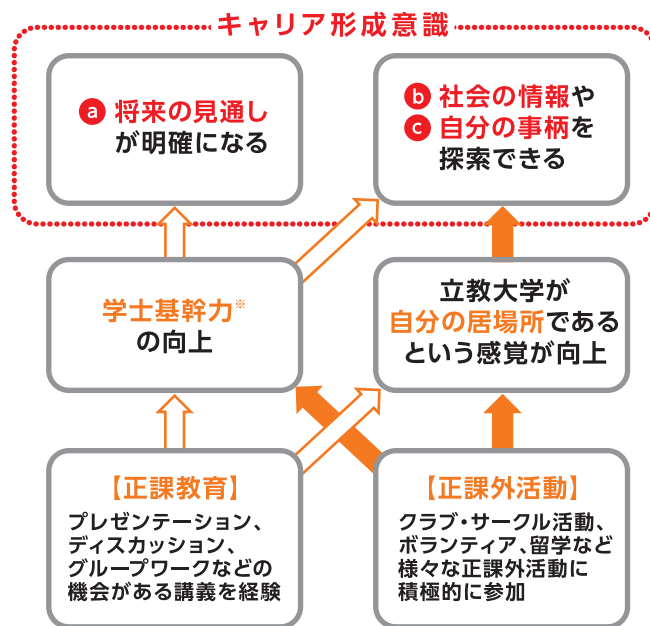 キャリア形成意識
a 将来の見通し
が明確になる
b 社会の情報や
c 自分の事柄を
探索できる
学士基幹力※
の向上
立教大学が
自分の居場所である
という感覚が向上
【正課教育】
プレゼンテーション、
ディスカッション、
グループワークなどの
機会がある講義を経験
【正課外活動】
クラブ・サークル活動、
ボランティア、留学など
様々な正課外活動に
積極的に参加